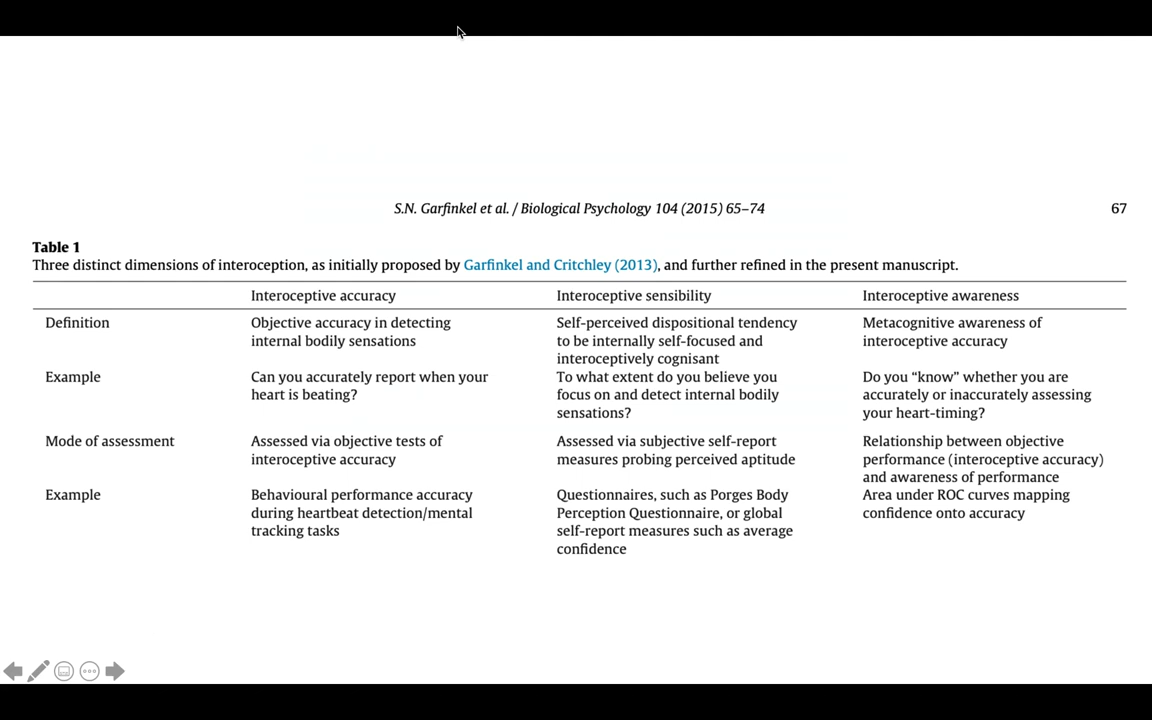 S.N. Garfinkel et al. / Biological Psychology 104 (2015) 65–74
67
Table 1
Three distinct dimensions of interoception, as initially proposed by Garfinkel and Critchley (2013), and further refined in the present manuscript.
Interoceptive accuracy
Interoceptive sensibility
Interoceptive awareness
Definition
Objective accuracy in detecting
internal bodily sensations
Self-perceived dispositional tendency
to be internally self-focused and
interoceptively cognisant
Metacognitive awareness of
interoceptive accuracy
Example
Can you accurately report when your
heart is beating?
To what extent do you believe you
focus on and detect internal bodily
sensations?
Do you “know” whether you are
accurately or inaccurately assessing
your heart-timing?
Mode of assessment
Assessed via objective tests of
interoceptive accuracy
Assessed via subjective self-report
measures probing perceived aptitude
Relationship between objective
performance (interoceptive accuracy)
and awareness of performance
Example
Behavioural performance accuracy
during heartbeat detection/mental
tracking tasks
Questionnaires, such as Porges Body
Perception Questionnaire, or global
self-report measures such as average
confidence
Area under ROC curves mapping
confidence onto accuracy